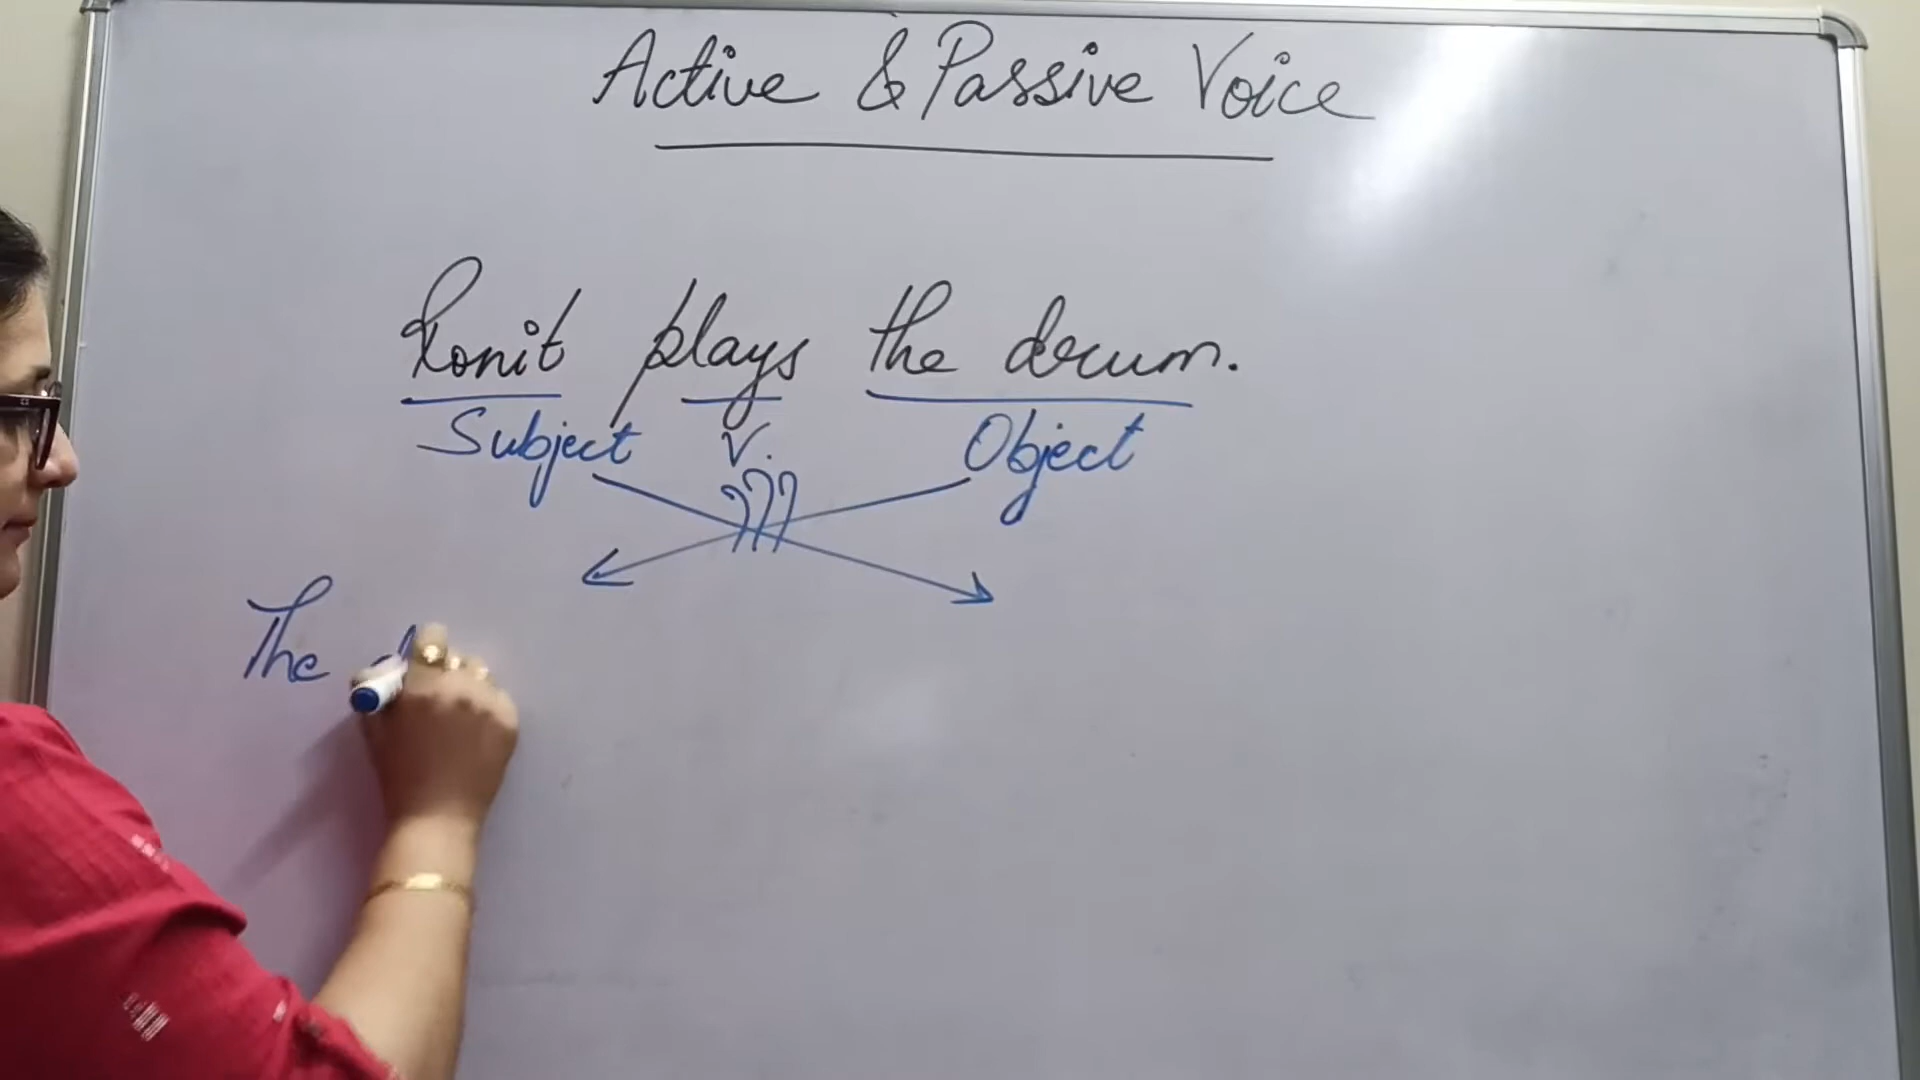 Active & Passive Voice
Ronit plays the drum.
Subject V. Object
???
The d